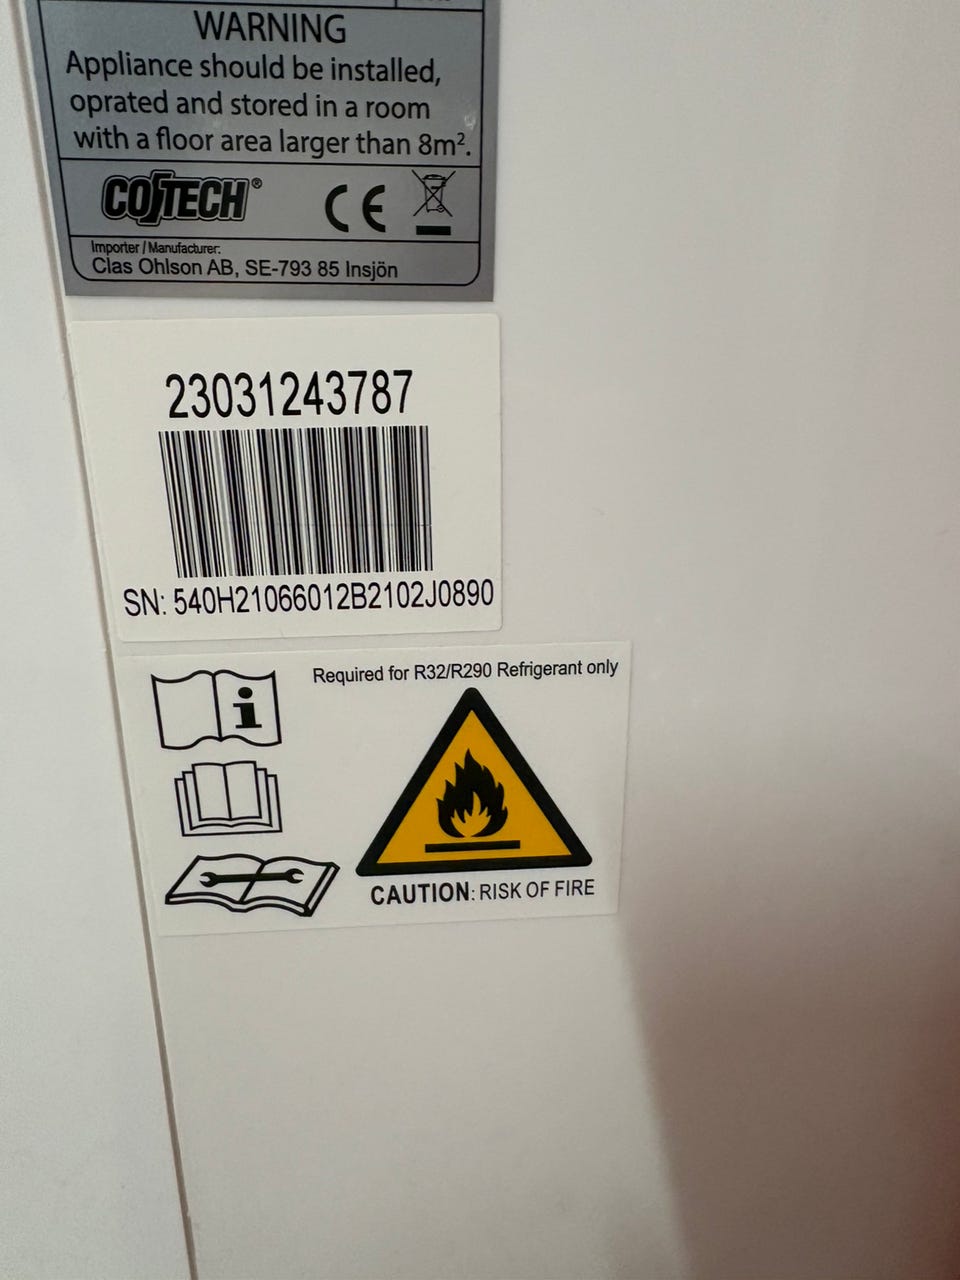 WARNING
Appliance should be installed,
oprated and stored in a room
with a floor area larger than 8m².
COTECH®
CE
Importer / Manufacturer:
Clas Ohlson AB, SE-793 85 Insjön
23031243787
SN: 540H21066012B2102J0890
Required for R32/R290 Refrigerant only
i
CAUTION: RISK OF FIRE